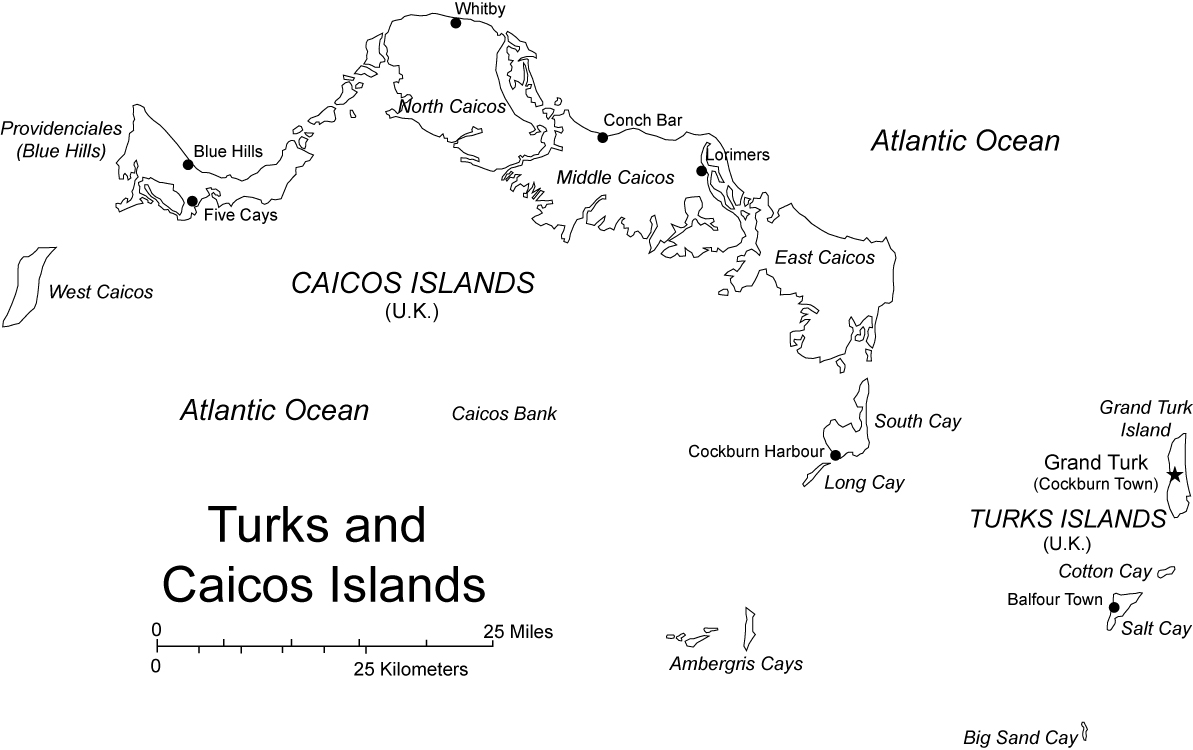 Whitby
North Caicos
Conch Bar
Providenciales
(Blue Hills)
Atlantic Ocean
Blue Hills
Lorimers
Middle Caicos
Five Cays
East Caicos
West Caicos
CAICOS ISLANDS
(U.K.)
Atlantic Ocean
Caicos Bank
South Cay
Grand Turk
Island
Cockburn Harbour
Long Cay
Grand Turk
(Cockburn Town)
TURKS ISLANDS
(U.K.)
Turks and
Caicos Islands
Cotton Cay
Balfour Town
Salt Cay
0
25 Miles
0
25 Kilometers
Ambergris Cays
Big Sand Cay